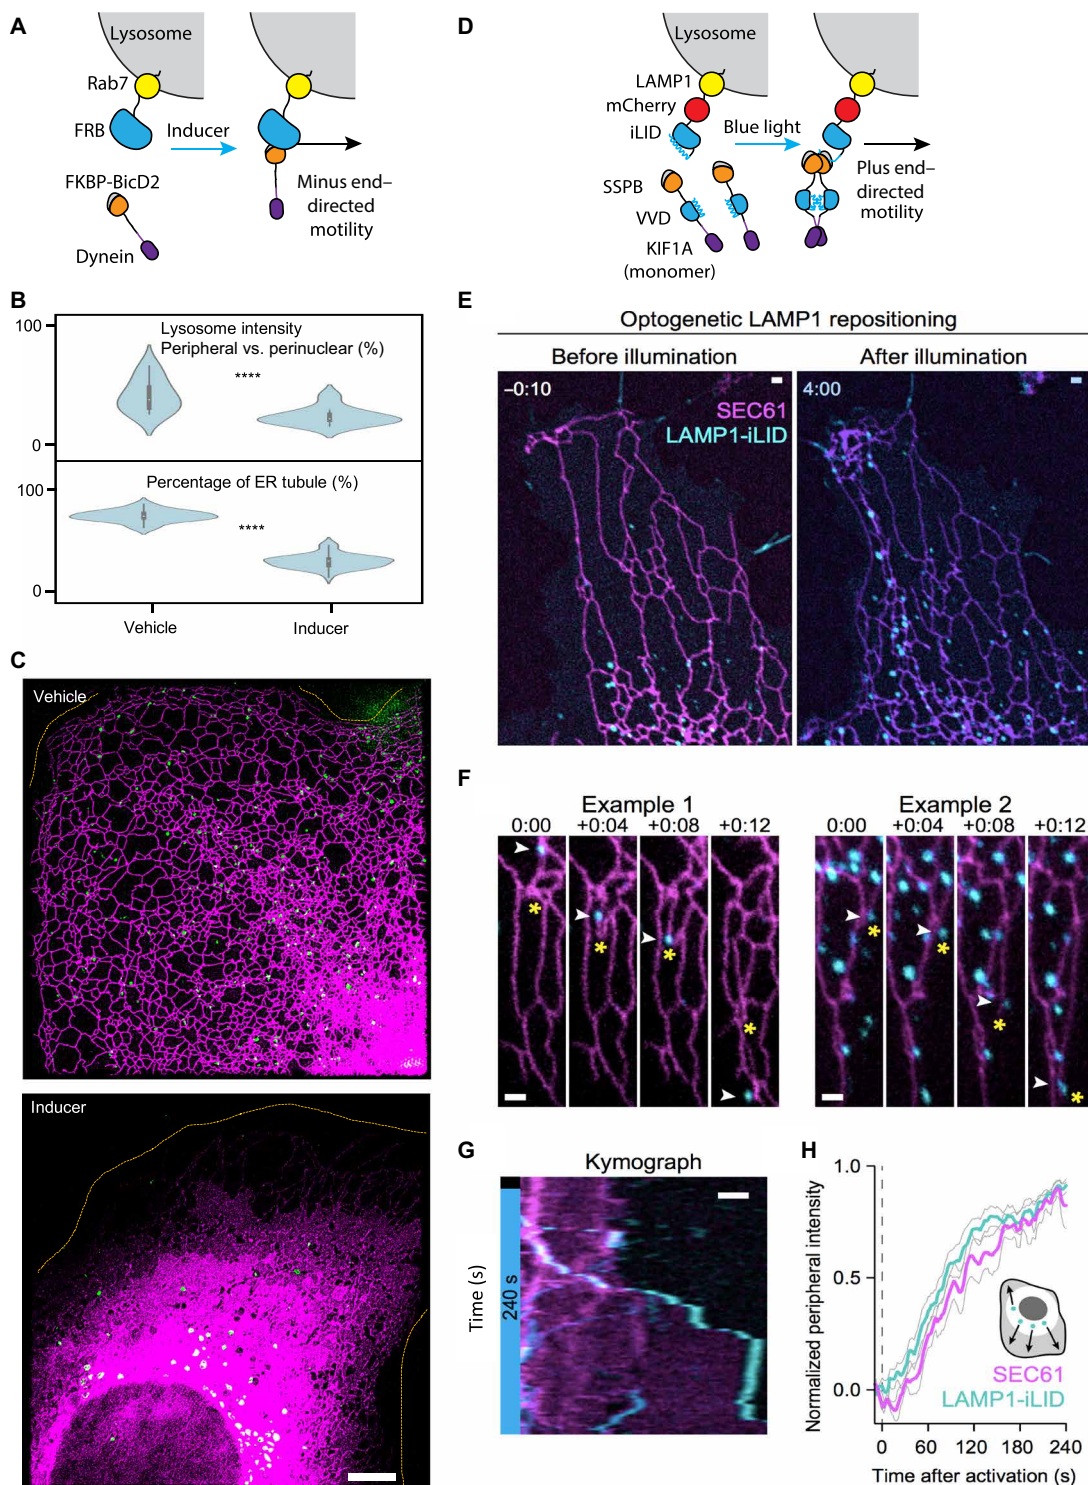 A
Lysosome
Rab7
FRB
Inducer
FKBP-BicD2
Minus end–
directed
motility
Dynein
D
Lysosome
LAMP1
mCherry
iLID
Blue light
SSPB
VVD
KIF1A
(monomer)
Plus end–
directed
motility
B
100
Lysosome intensity
Peripheral vs. perinuclear (%)
****
0
100
Percentage of ER tubule (%)
****
0
Vehicle
Inducer
C
Vehicle
Inducer
E
Optogenetic LAMP1 repositioning
Before illumination
After illumination
–0:10
SEC61
LAMP1-iLID
4:00
F
Example 1
0:00
+0:04
+0:08
+0:12
*
*
*
*
Example 2
0:00
+0:04
+0:08
+0:12
*
*
*
*
G
Kymograph
Time (s)
240 s
H
Normalized peripheral intensity
1.0
0.5
0.0
SEC61
LAMP1-iLID
0
60
120
180
240
Time after activation (s)